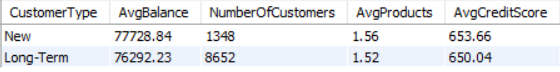 CustomerType AvgBalance NumberOfCustomers AvgProducts AvgCreditScore
New 77728.84 1348 1.56 653.66
Long-Term 76292.23 8652 1.52 650.04